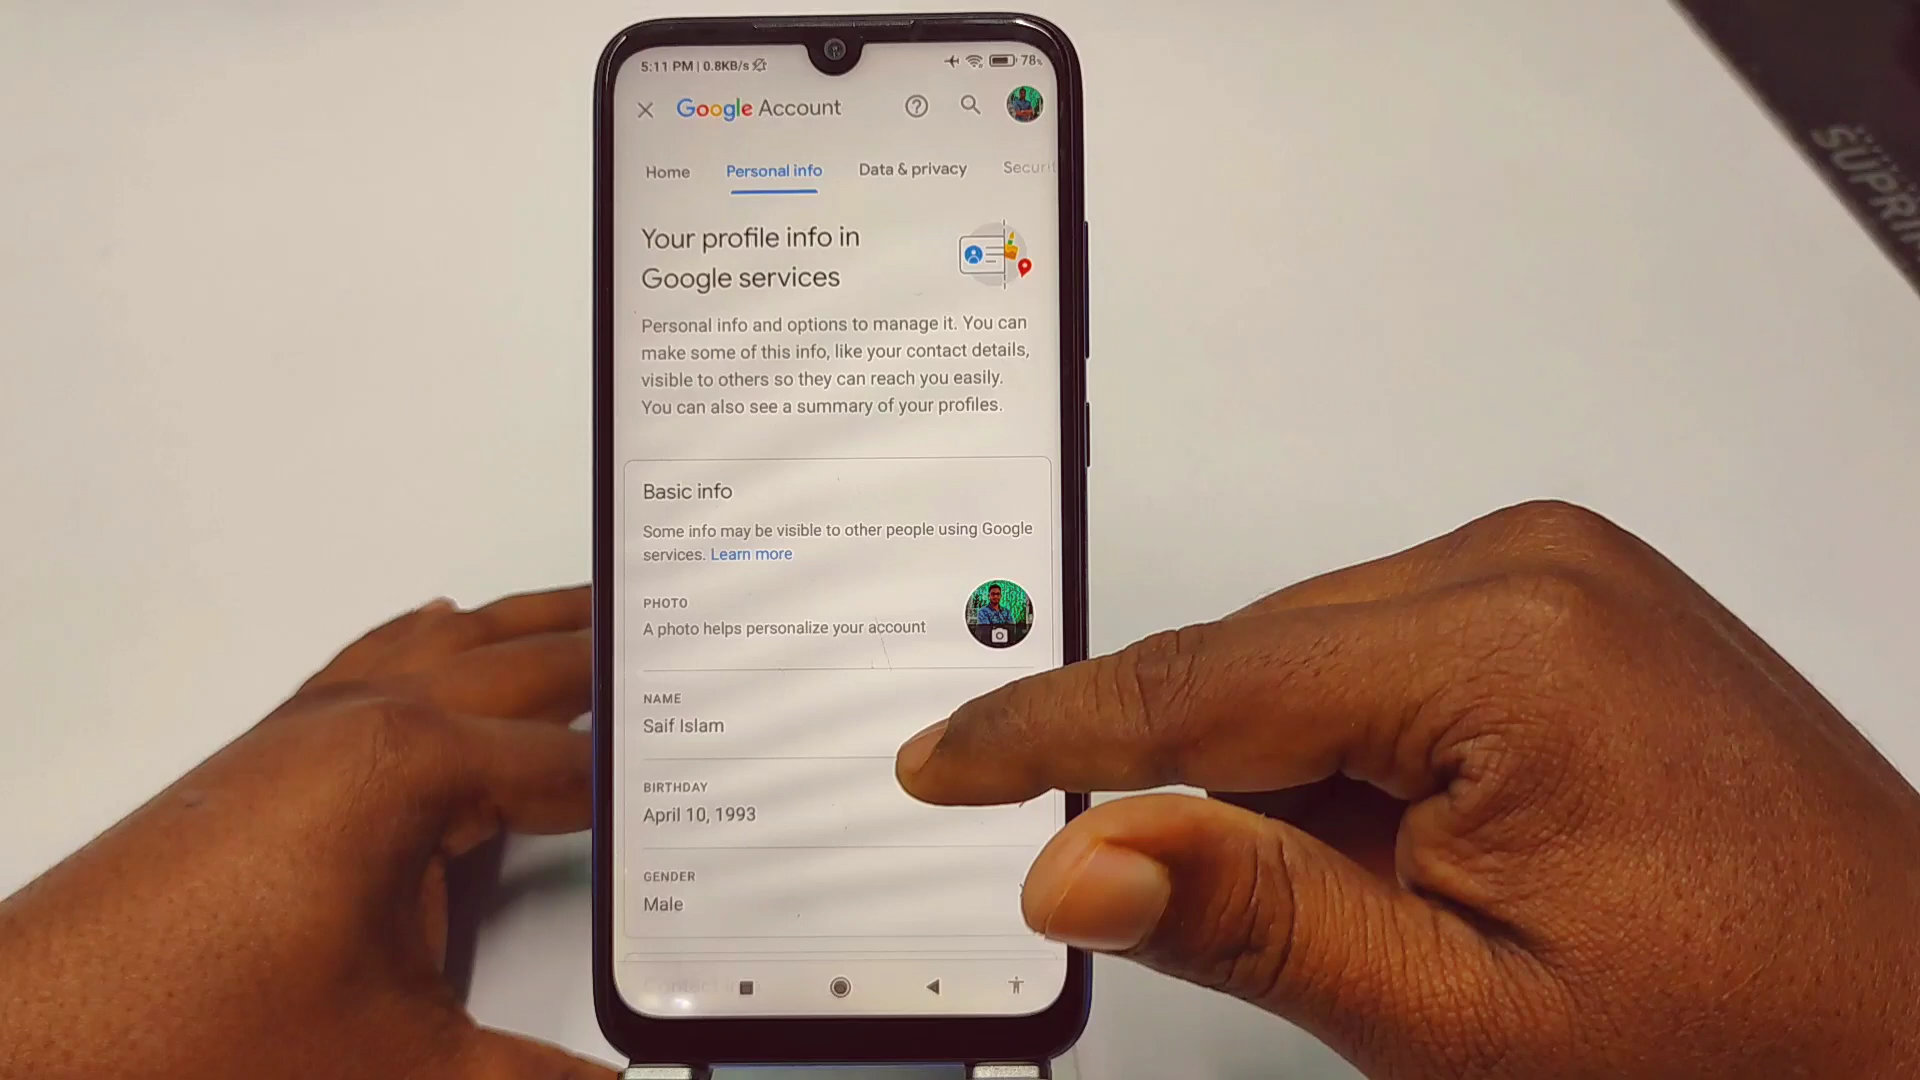 5:11 PM | 0.8KB/s
78%
Google Account
Home
Personal info
Data & privacy
Securit
Your profile info in
Google services
Personal info and options to manage it. You can
make some of this info, like your contact details,
visible to others so they can reach you easily.
You can also see a summary of your profiles.
Basic info
Some info may be visible to other people using Google
services. Learn more
PHOTO
A photo helps personalize your account
NAME
Saif Islam
BIRTHDAY
April 10, 1993
GENDER
Male
Contact